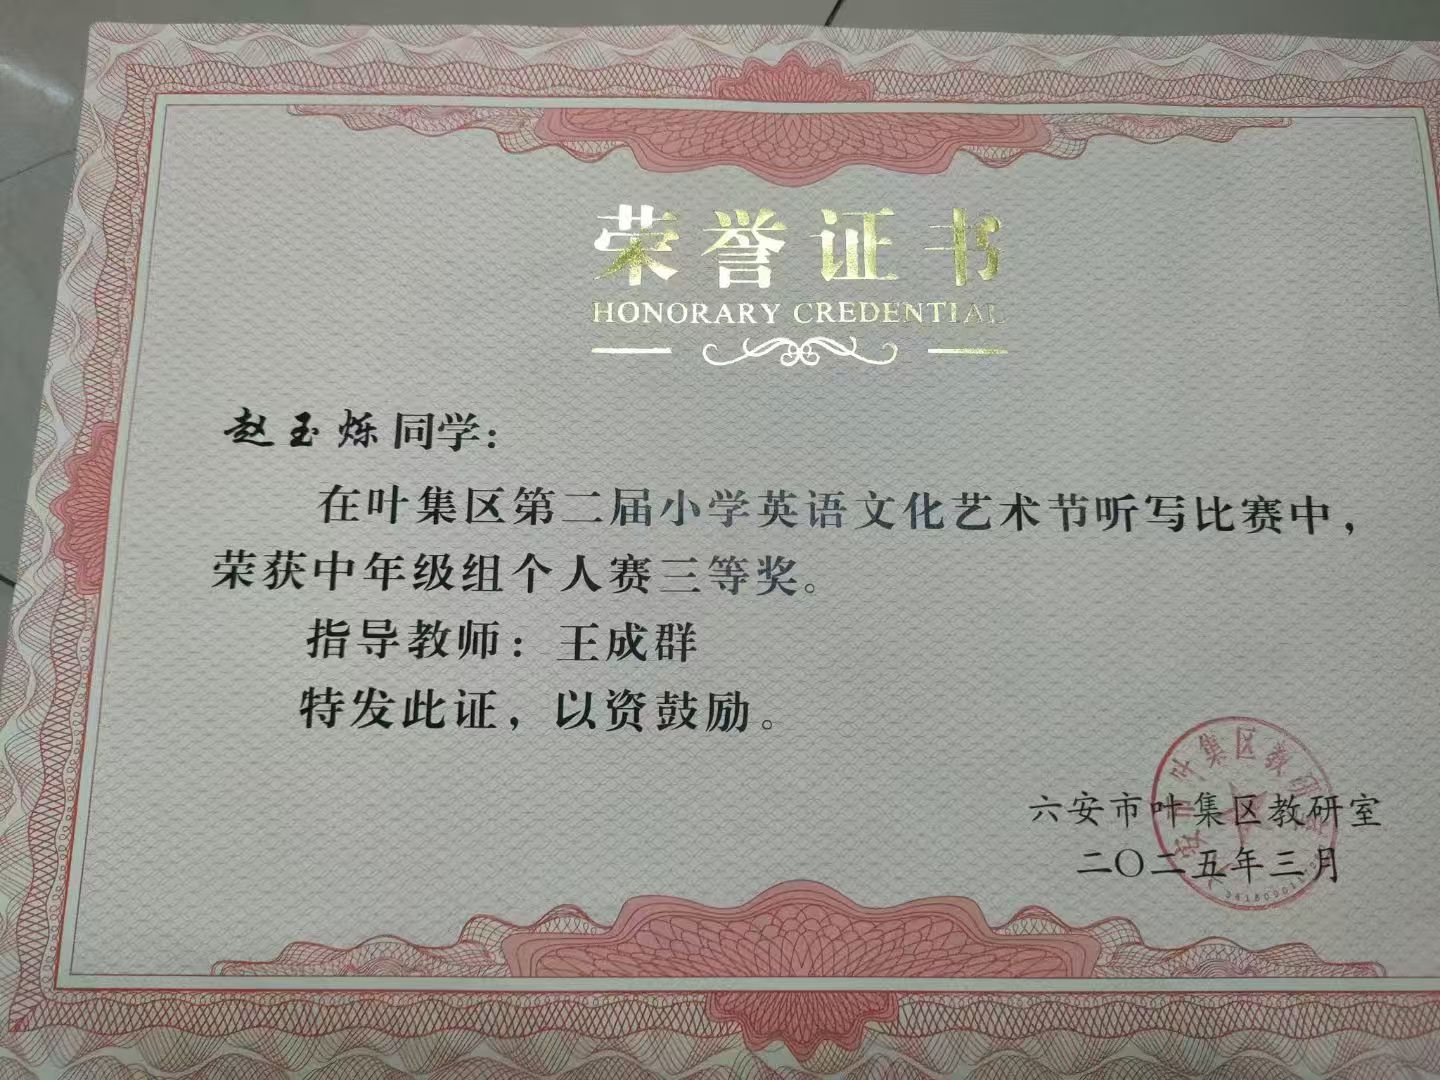 荣誉证书
HONORARY CREDENTIAL
赵玉烁同学：
在叶集区第二届小学英语文化艺术节听写比赛中，
荣获中年级组个人赛三等奖。
指导教师：王成群
特发此证，以资鼓励。
六安市叶集区教研室
二〇二五年三月